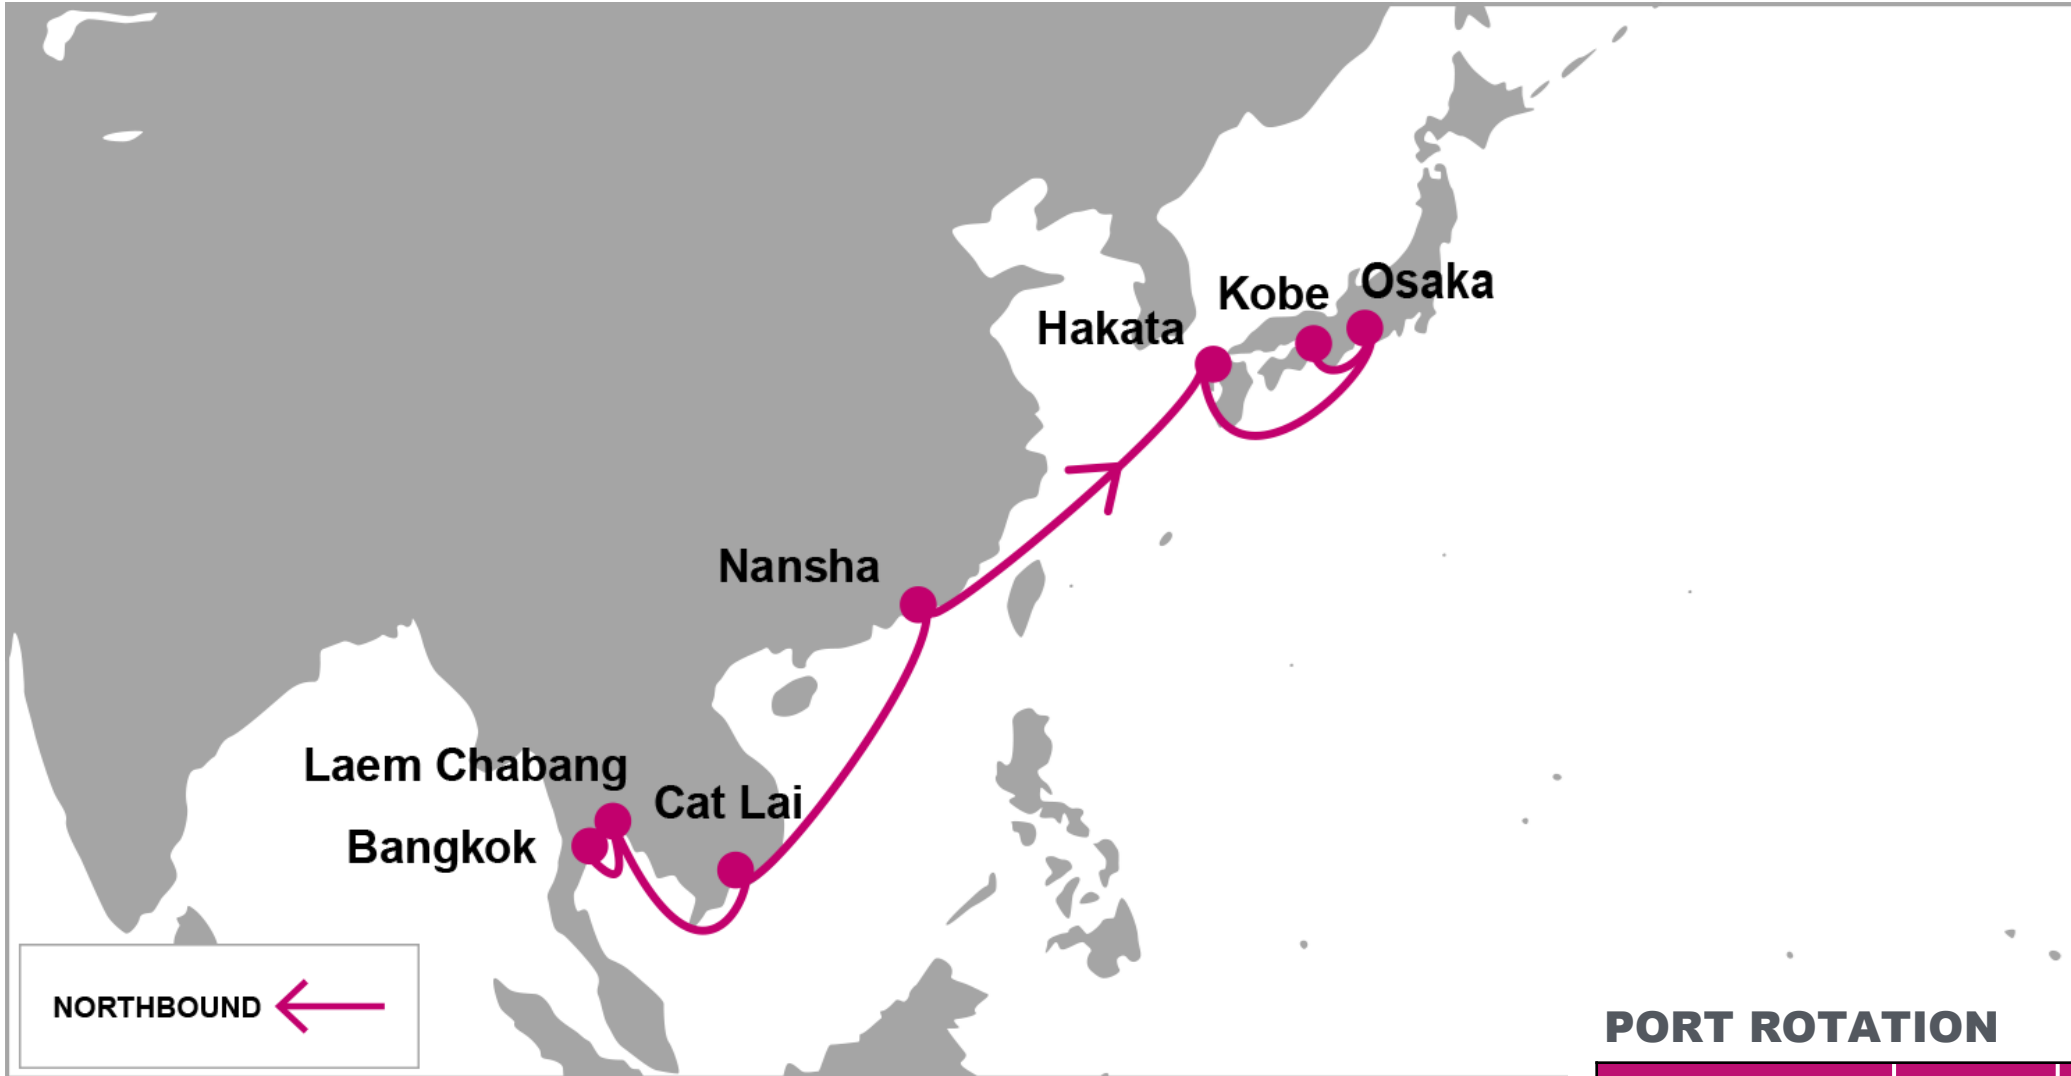 Osaka
Kobe
Hakata
Nansha
Laem Chabang
Cat Lai
Bangkok
NORTHBOUND
PORT ROTATION